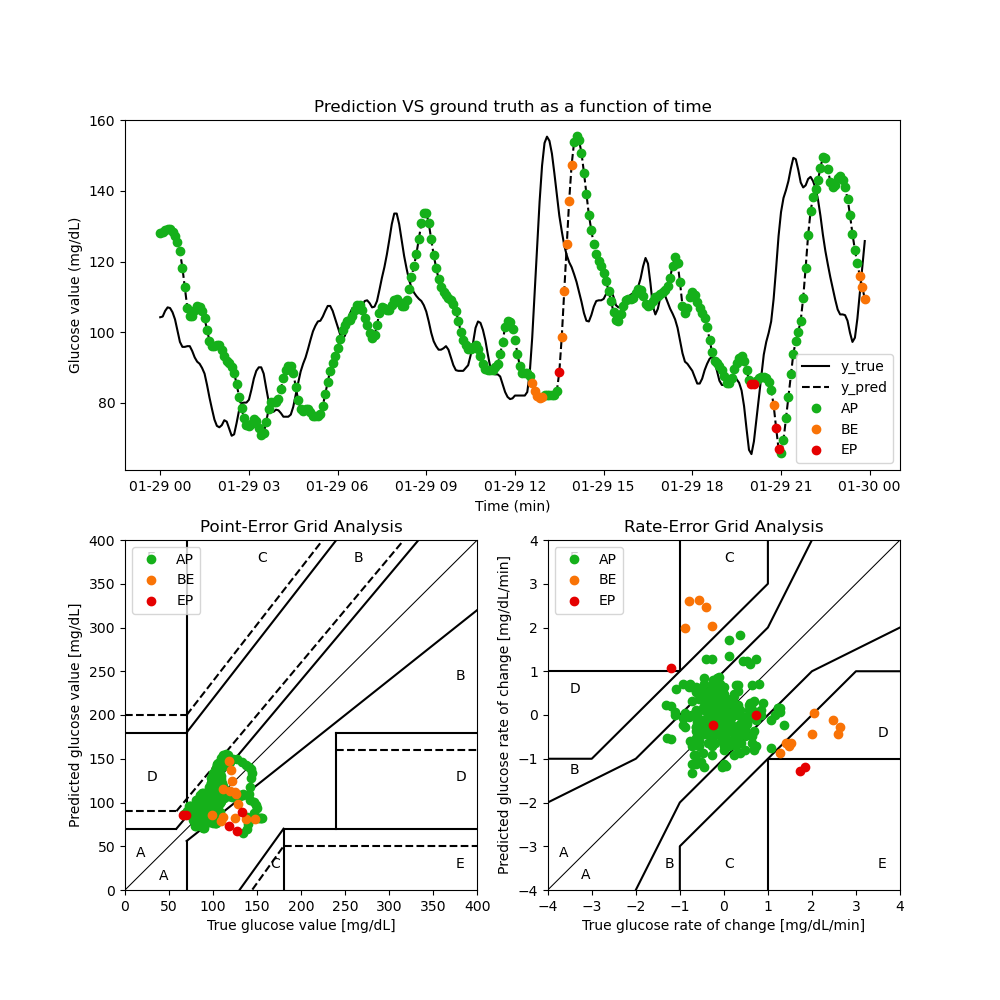 Prediction VS ground truth as a function of time
Glucose value (mg/dL)
160
140
120
100
80
y_true
y_pred
AP
BE
EP
01-29 00 01-29 03 01-29 06 01-29 09 01-29 12 01-29 15 01-29 18 01-29 21 01-30 00
Time (min)
Point-Error Grid Analysis
Predicted glucose value [mg/dL]
400
350
300
250
200
150
100
50
0
AP
BE
EP
C
B
B
D
D
A
A
C
E
0 50 100 150 200 250 300 350 400
True glucose value [mg/dL]
Rate-Error Grid Analysis
Predicted glucose rate of change [mg/dL/min]
4
3
2
1
0
−1
−2
−3
−4
AP
BE
EP
C
D
D
B
A
A
B
C
E
−4 −3 −2 −1 0 1 2 3 4
True glucose rate of change [mg/dL/min]